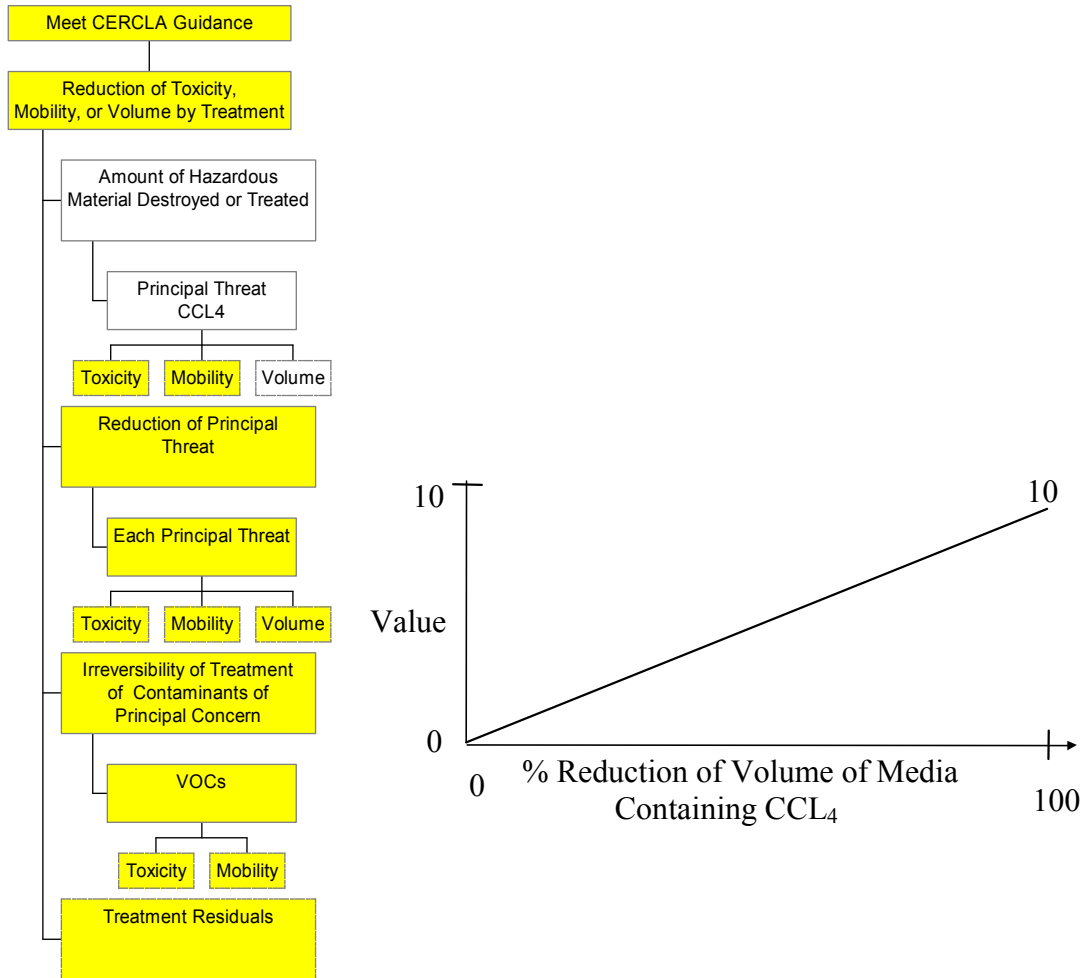 Meet CERCLA Guidance
Reduction of Toxicity,
Mobility, or Volume by Treatment
Amount of Hazardous
Material Destroyed or Treated
Principal Threat
CCL4
Toxicity
Mobility
Volume
Reduction of Principal
Threat
Each Principal Threat
Toxicity
Mobility
Volume
Irreversibility of Treatment
of Contaminants of
Principal Concern
VOCs
Toxicity
Mobility
Treatment Residuals
10
10
Value
0
0
% Reduction of Volume of Media
Containing CCL₄
100